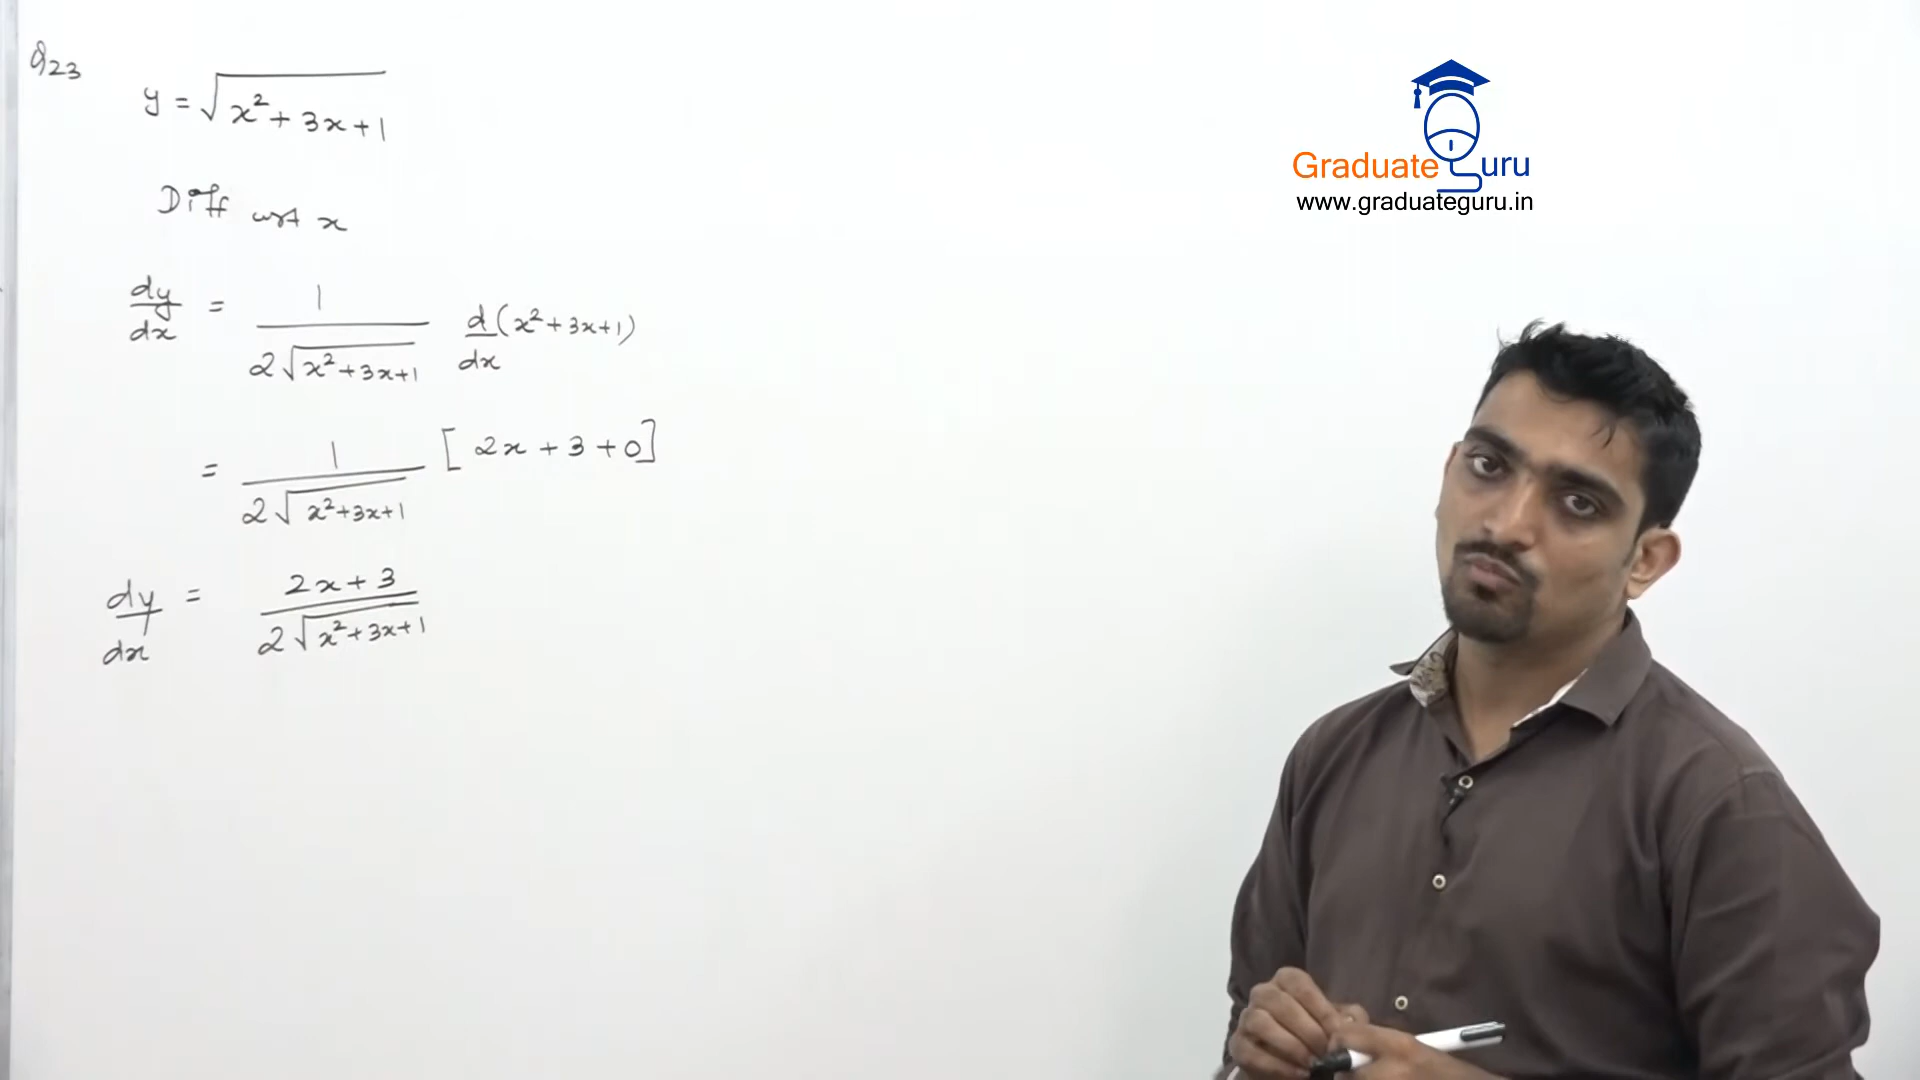 Q23
y = √(x² + 3x + 1)
Diff wrt x
dy/dx = 1/(2√(x²+3x+1)) d/dx (x²+3x+1)
= 1/(2√(x²+3x+1)) [2x + 3 + 0]
dy/dx = (2x + 3)/(2√(x²+3x+1))
Graduate Guru
www.graduateguru.in